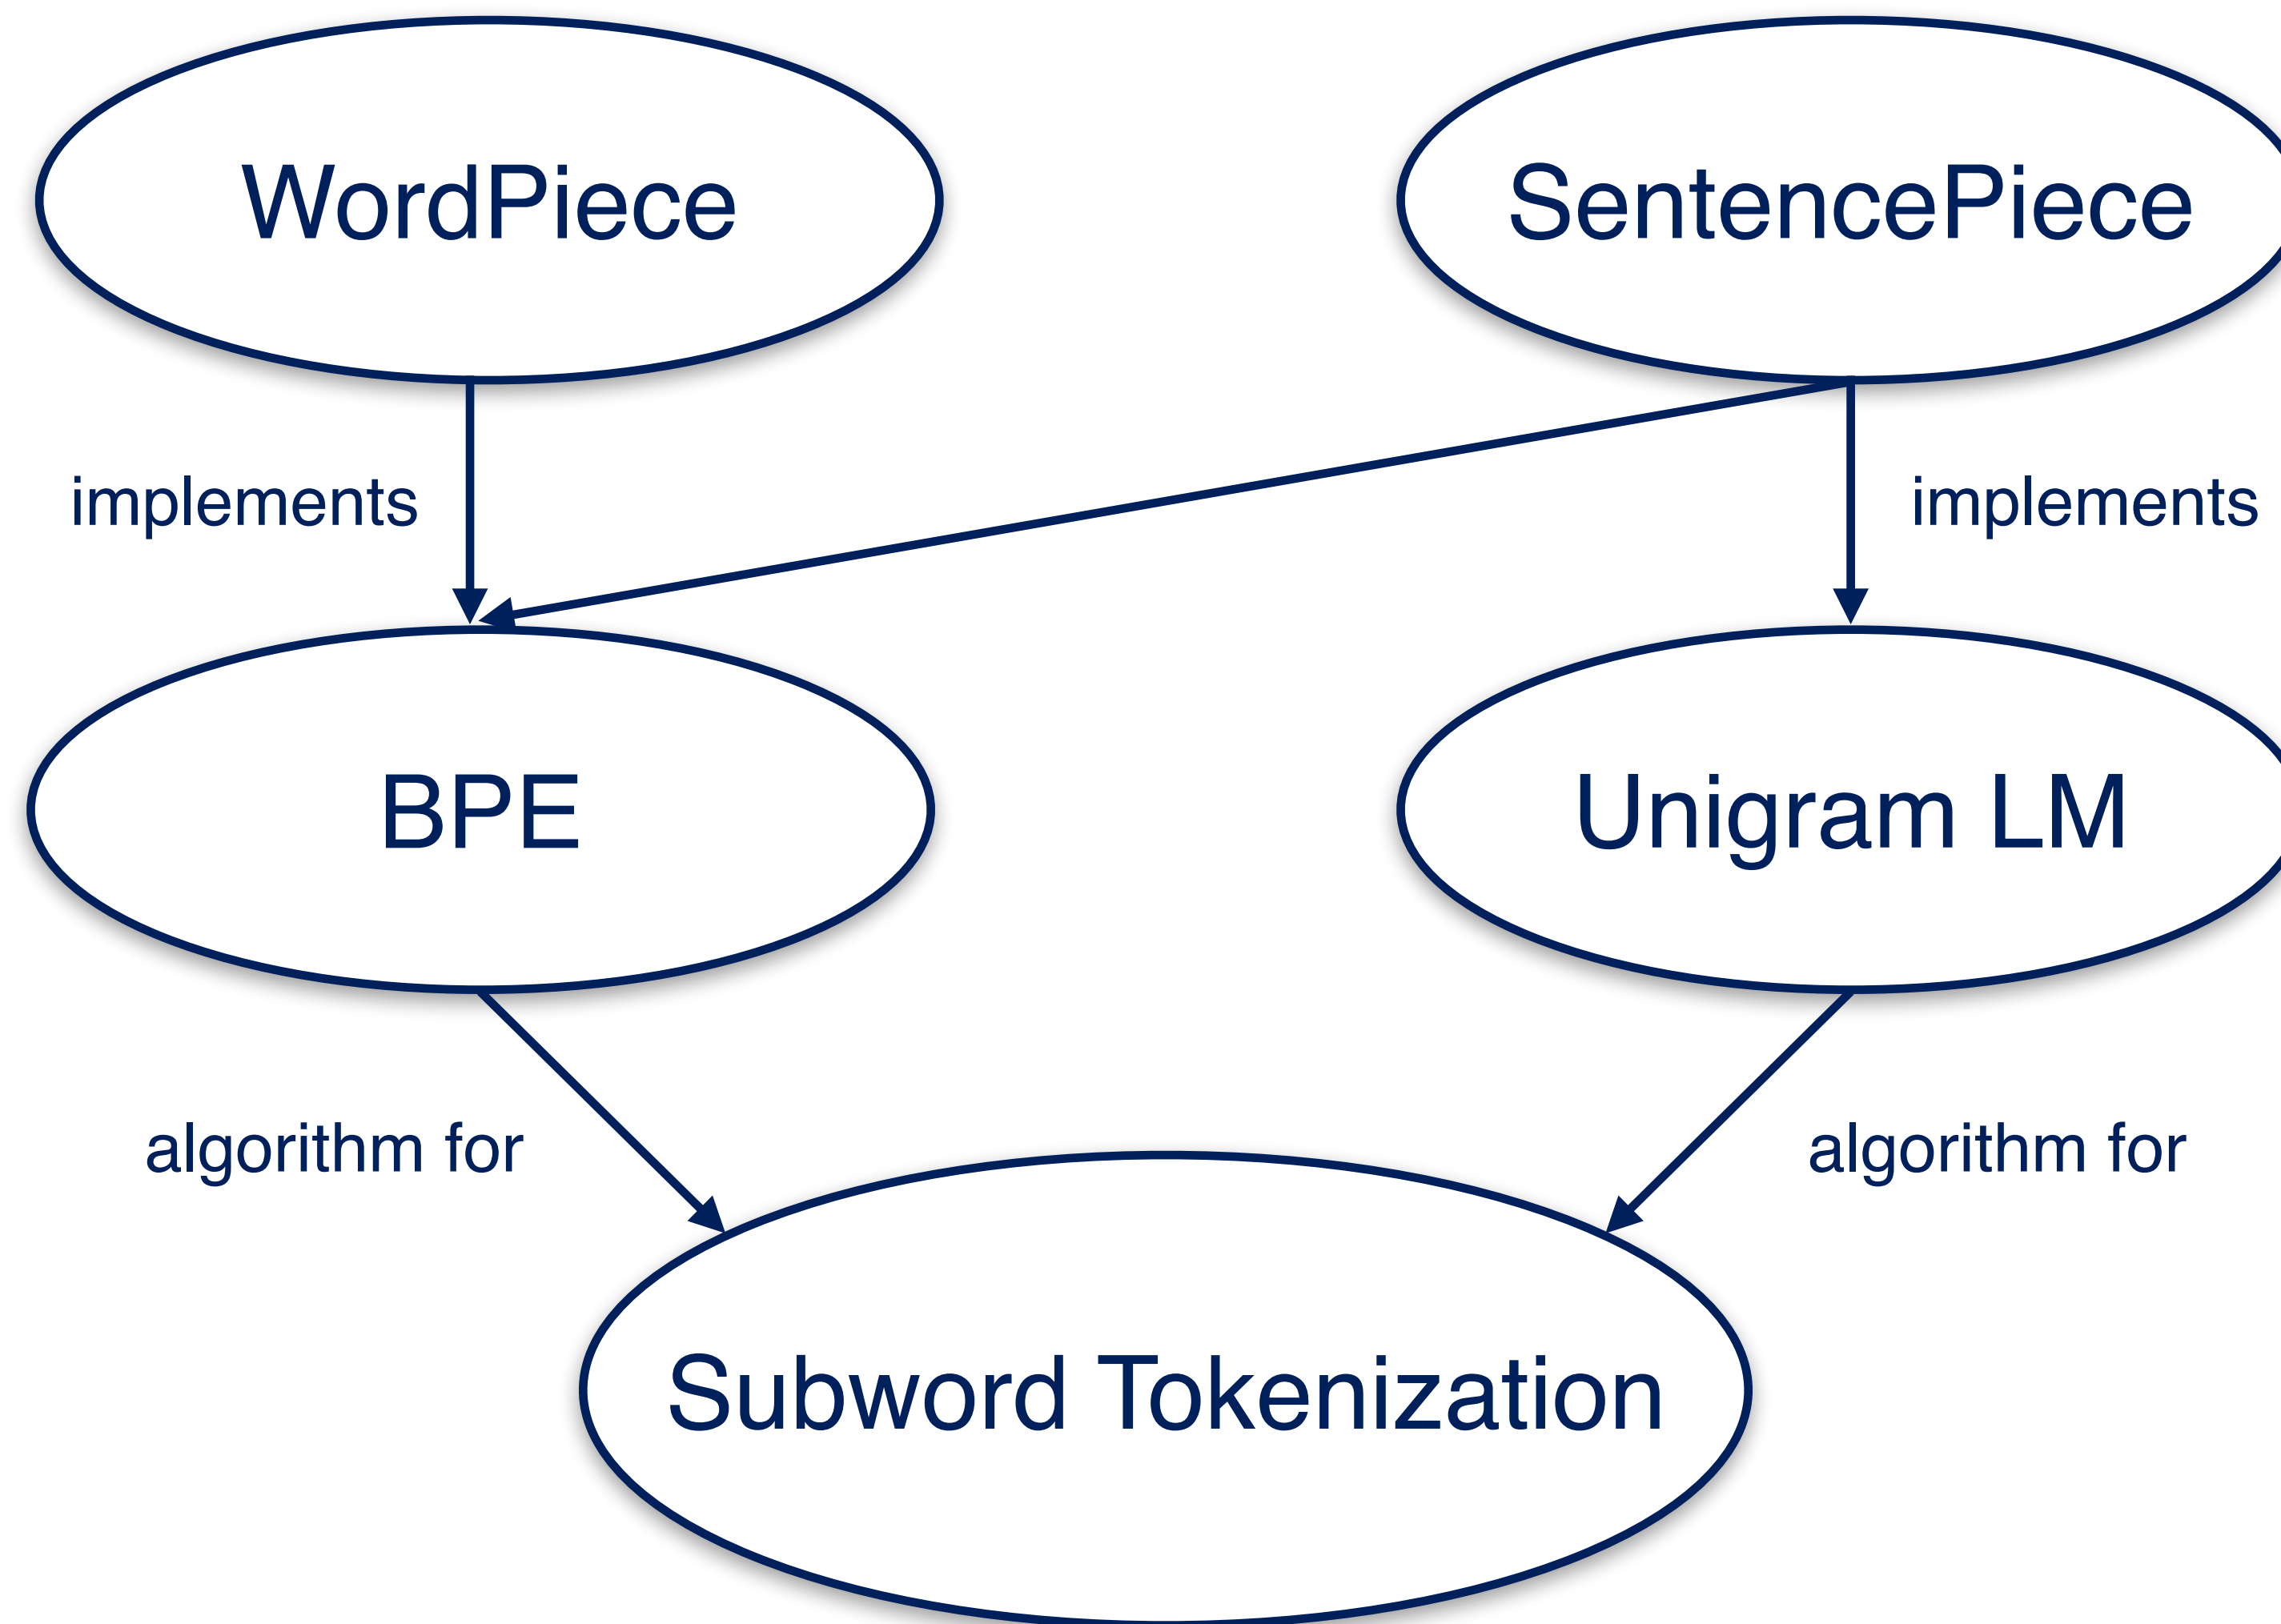 WordPiece
SentencePiece
implements
implements
BPE
Unigram LM
algorithm for
algorithm for
Subword Tokenization